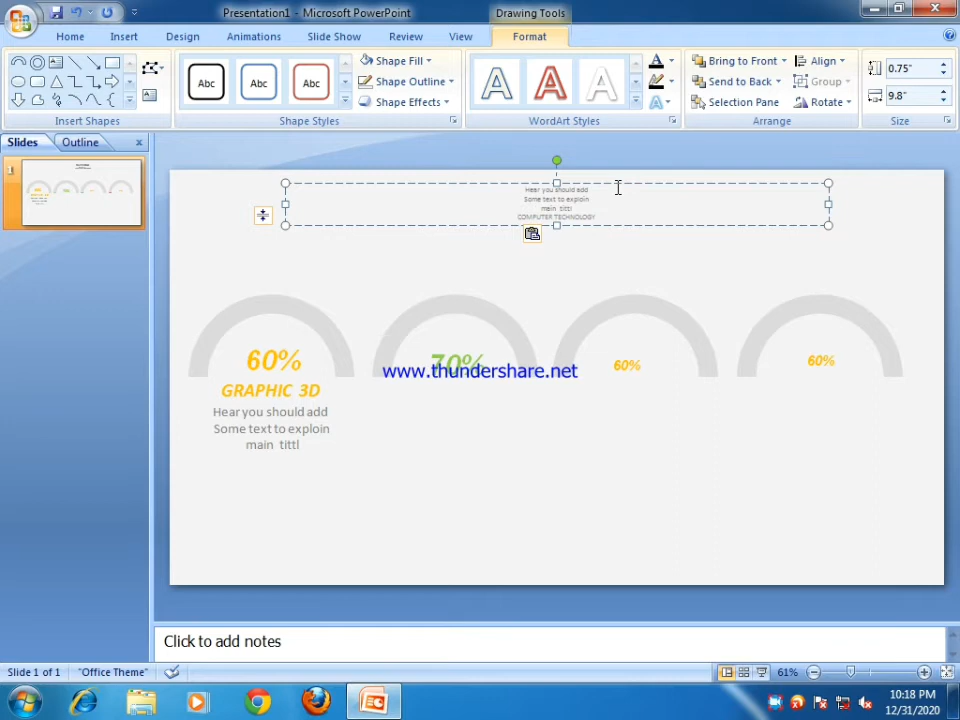 Presentation1 - Microsoft PowerPoint
Drawing Tools
Home
Insert
Design
Animations
Slide Show
Review
View
Format
Abc
Abc
Abc
Shape Fill
Shape Outline
Shape Effects
A
A
A
A
A
Bring to Front
Send to Back
Selection Pane
Align
Group
Rotate
0.75"
9.8"
Insert Shapes
Shape Styles
WordArt Styles
Arrange
Size
Slides
Outline
1
Hear you should add
Some text to exploin
main tittl
COMPUTER TECHNOLOGY
60%
70%
60%
60%
www.thundershare.net
GRAPHIC 3D
Hear you should add
Some text to exploin
main tittl
Click to add notes
Slide 1 of 1
"Office Theme"
61%
10:18 PM
12/31/2020